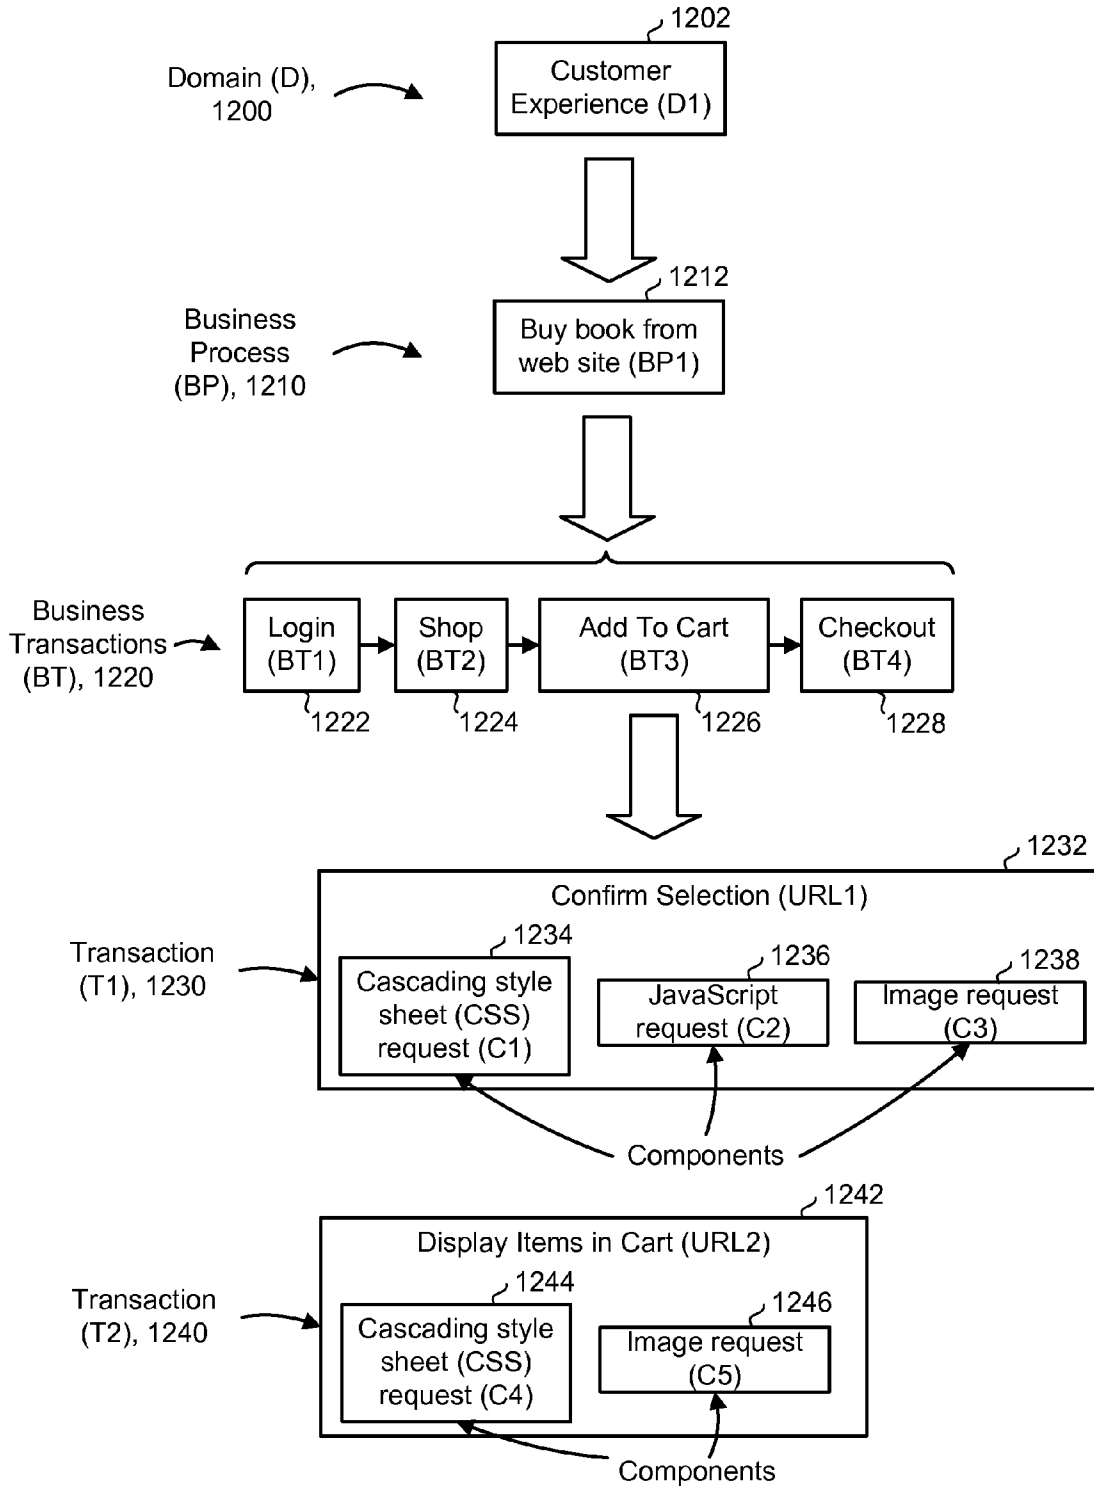 1202
Customer
Experience (D1)
Domain (D),
1200
1212
Buy book from
web site (BP1)
Business
Process
(BP), 1210
Business
Transactions
(BT), 1220
Login
(BT1)
Shop
(BT2)
Add To Cart
(BT3)
Checkout
(BT4)
1222
1224
1226
1228
1232
Confirm Selection (URL1)
Transaction
(T1), 1230
1234
Cascading style
sheet (CSS)
request (C1)
1236
JavaScript
request (C2)
1238
Image request
(C3)
Components
1242
Display Items in Cart (URL2)
Transaction
(T2), 1240
1244
Cascading style
sheet (CSS)
request (C4)
1246
Image request
(C5)
Components